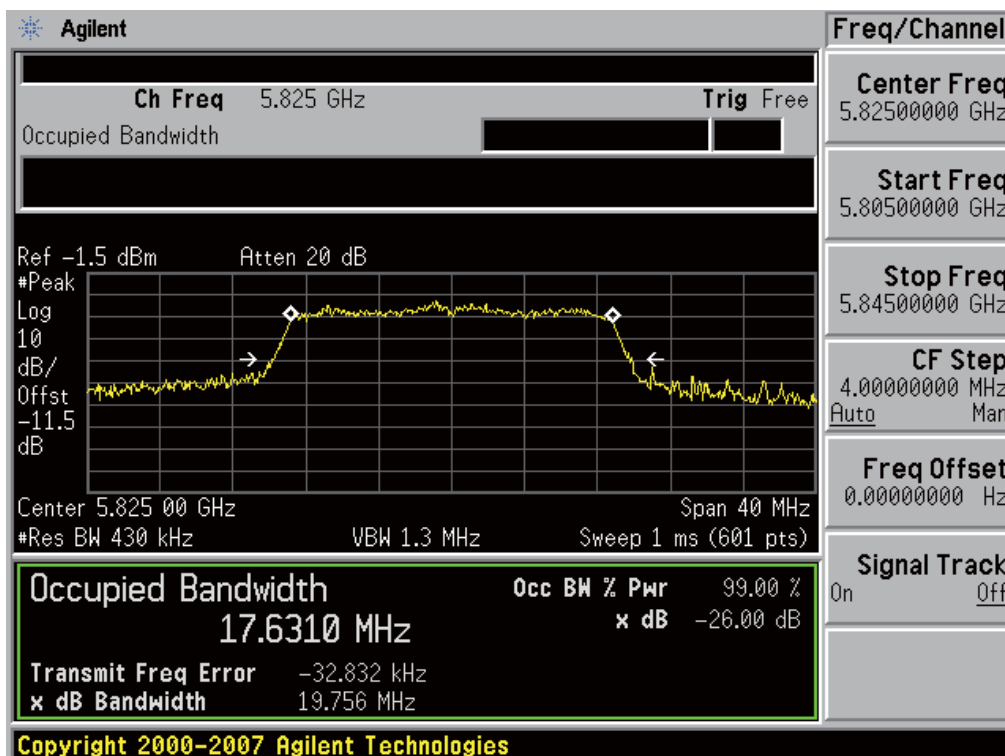 Agilent
Freq/Channel
Ch Freq 5.825 GHz Trig Free
Occupied Bandwidth
Center Freq
5.82500000 GHz
Start Freq
5.80500000 GHz
Stop Freq
5.84500000 GHz
CF Step
4.00000000 MHz
Auto Man
Freq Offset
0.00000000 Hz
Signal Track
On Off
Ref -1.5 dBm Atten 20 dB
#Peak
Log
10
dB/
Offst
-11.5
dB
Center 5.825 00 GHz Span 40 MHz
#Res BW 430 kHz VBW 1.3 MHz Sweep 1 ms (601 pts)
Occupied Bandwidth Occ BW % Pwr 99.00 %
17.6310 MHz x dB -26.00 dB
Transmit Freq Error -32.832 kHz
x dB Bandwidth 19.756 MHz
Copyright 2000-2007 Agilent Technologies